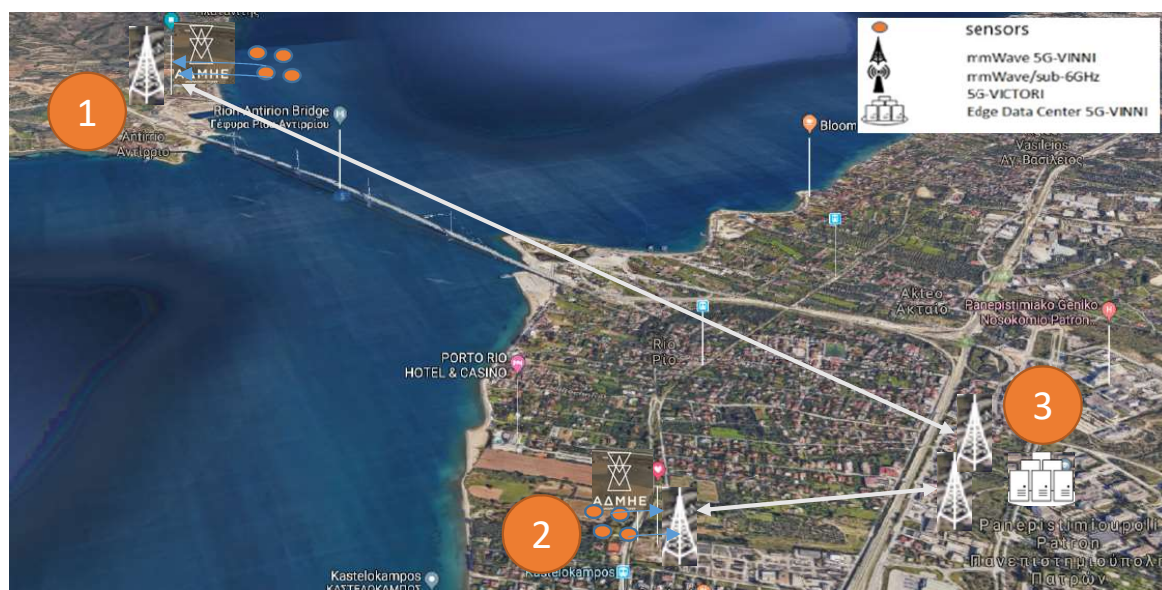 ΑΔΜΗΕ
1
Antirrio
Αντίρριο
Rion Antirion Bridge
Γέφυρα Ρίου Αντιρρίου
Bloom
sensors
mmWave 5G-VINNI
mmWave/sub-6GHz
5G-VICTORI
Edge Data Center 5G-VINNI
Vasileios
Αγ. Βασίλειος
Akteo
Ακταίο
Panepistimiako Geniko
Nosokomio Patron...
Rio
Ρίο
PORTO RIO
HOTEL & CASINO
3
ΑΔΜΗΕ
2
Kastelokampos
Kastelokampos
ΚΑΣΤΕΛΟΚΑΜΠΟΣ
Panepistimioupoli
Patron
Πανεπιστημιούπολη
Πατρών